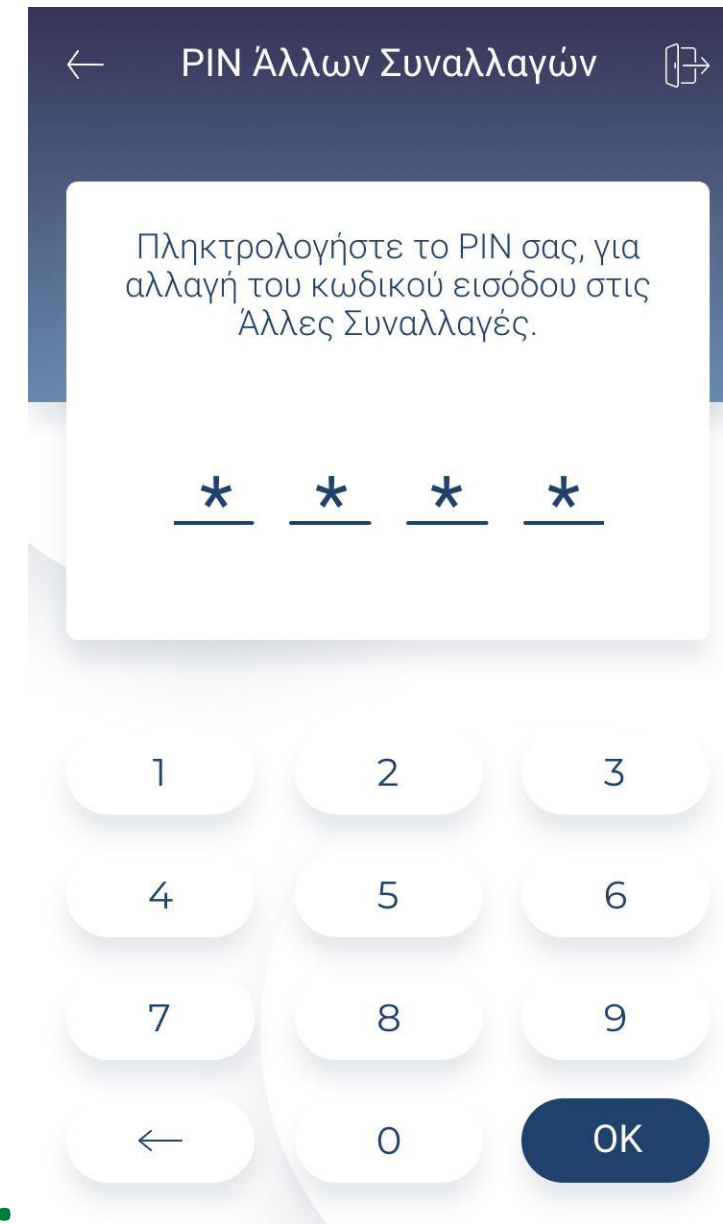 PIN Άλλων Συναλλαγών
Πληκτρολογήστε το PIN σας, για
αλλαγή του κωδικού εισόδου στις
Άλλες Συναλλαγές.
* * * *
1 2 3
4 5 6
7 8 9
← 0 OK